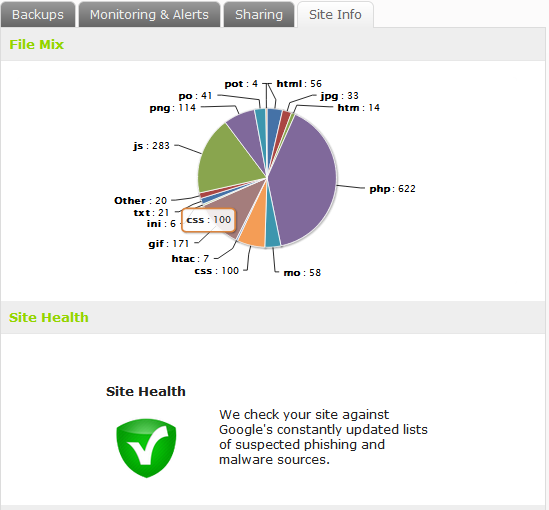 Backups
Monitoring & Alerts
Sharing
Site Info
File Mix
pot : 4
html : 56
po : 41
jpg : 33
png : 114
htm : 14
js : 283
php : 622
Other : 20
txt : 21
ini : 6
css : 100
gif : 171
htac : 7
css : 100
mo : 58
Site Health
Site Health
We check your site against
Google's constantly updated lists
of suspected phishing and
malware sources.